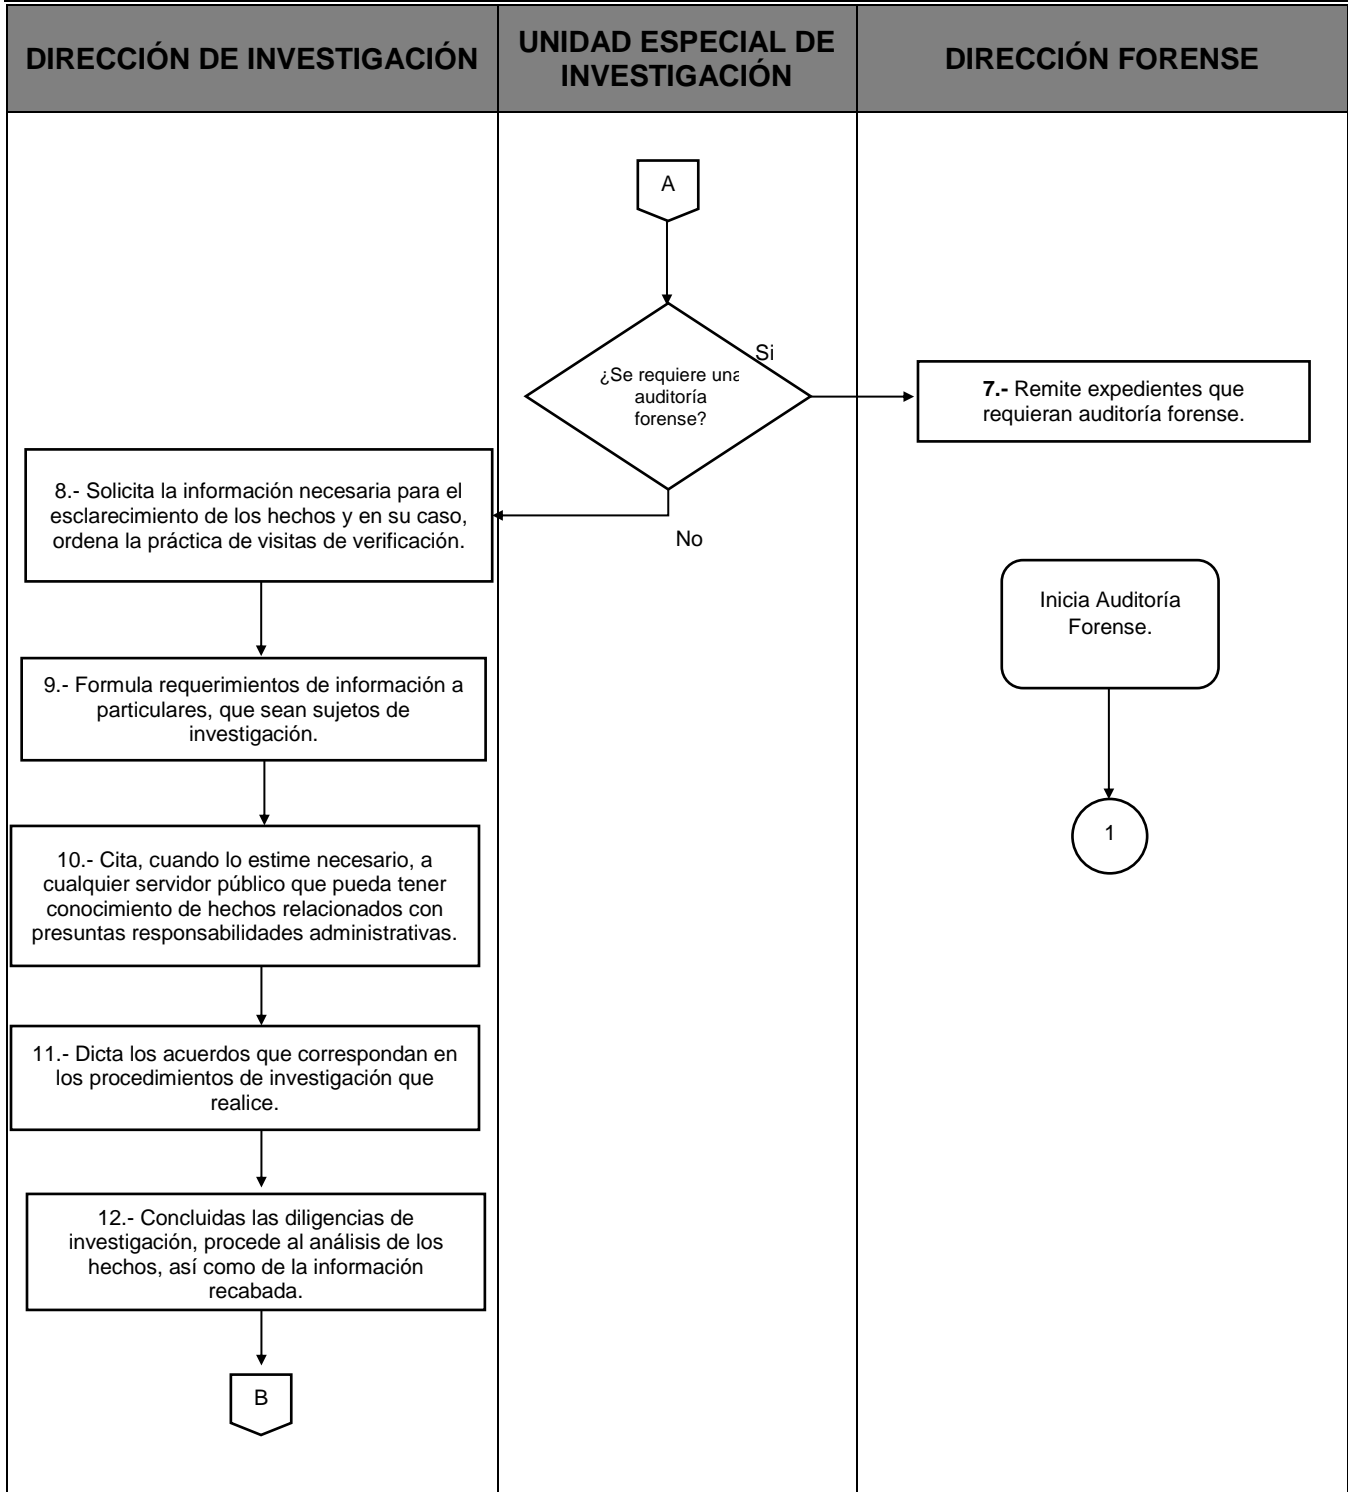 DIRECCIÓN DE INVESTIGACIÓN
UNIDAD ESPECIAL DE
INVESTIGACIÓN
DIRECCIÓN FORENSE
A
¿Se requiere una
auditoría
forense?
Si
No
7.- Remite expedientes que
requieran auditoría forense.
8.- Solicita la información necesaria para el
esclarecimiento de los hechos y en su caso,
ordena la práctica de visitas de verificación.
Inicia Auditoría
Forense.
1
9.- Formula requerimientos de información a
particulares, que sean sujetos de
investigación.
10.- Cita, cuando lo estime necesario, a
cualquier servidor público que pueda tener
conocimiento de hechos relacionados con
presuntas responsabilidades administrativas.
11.- Dicta los acuerdos que correspondan en
los procedimientos de investigación que
realice.
12.- Concluidas las diligencias de
investigación, procede al análisis de los
hechos, así como de la información
recabada.
B